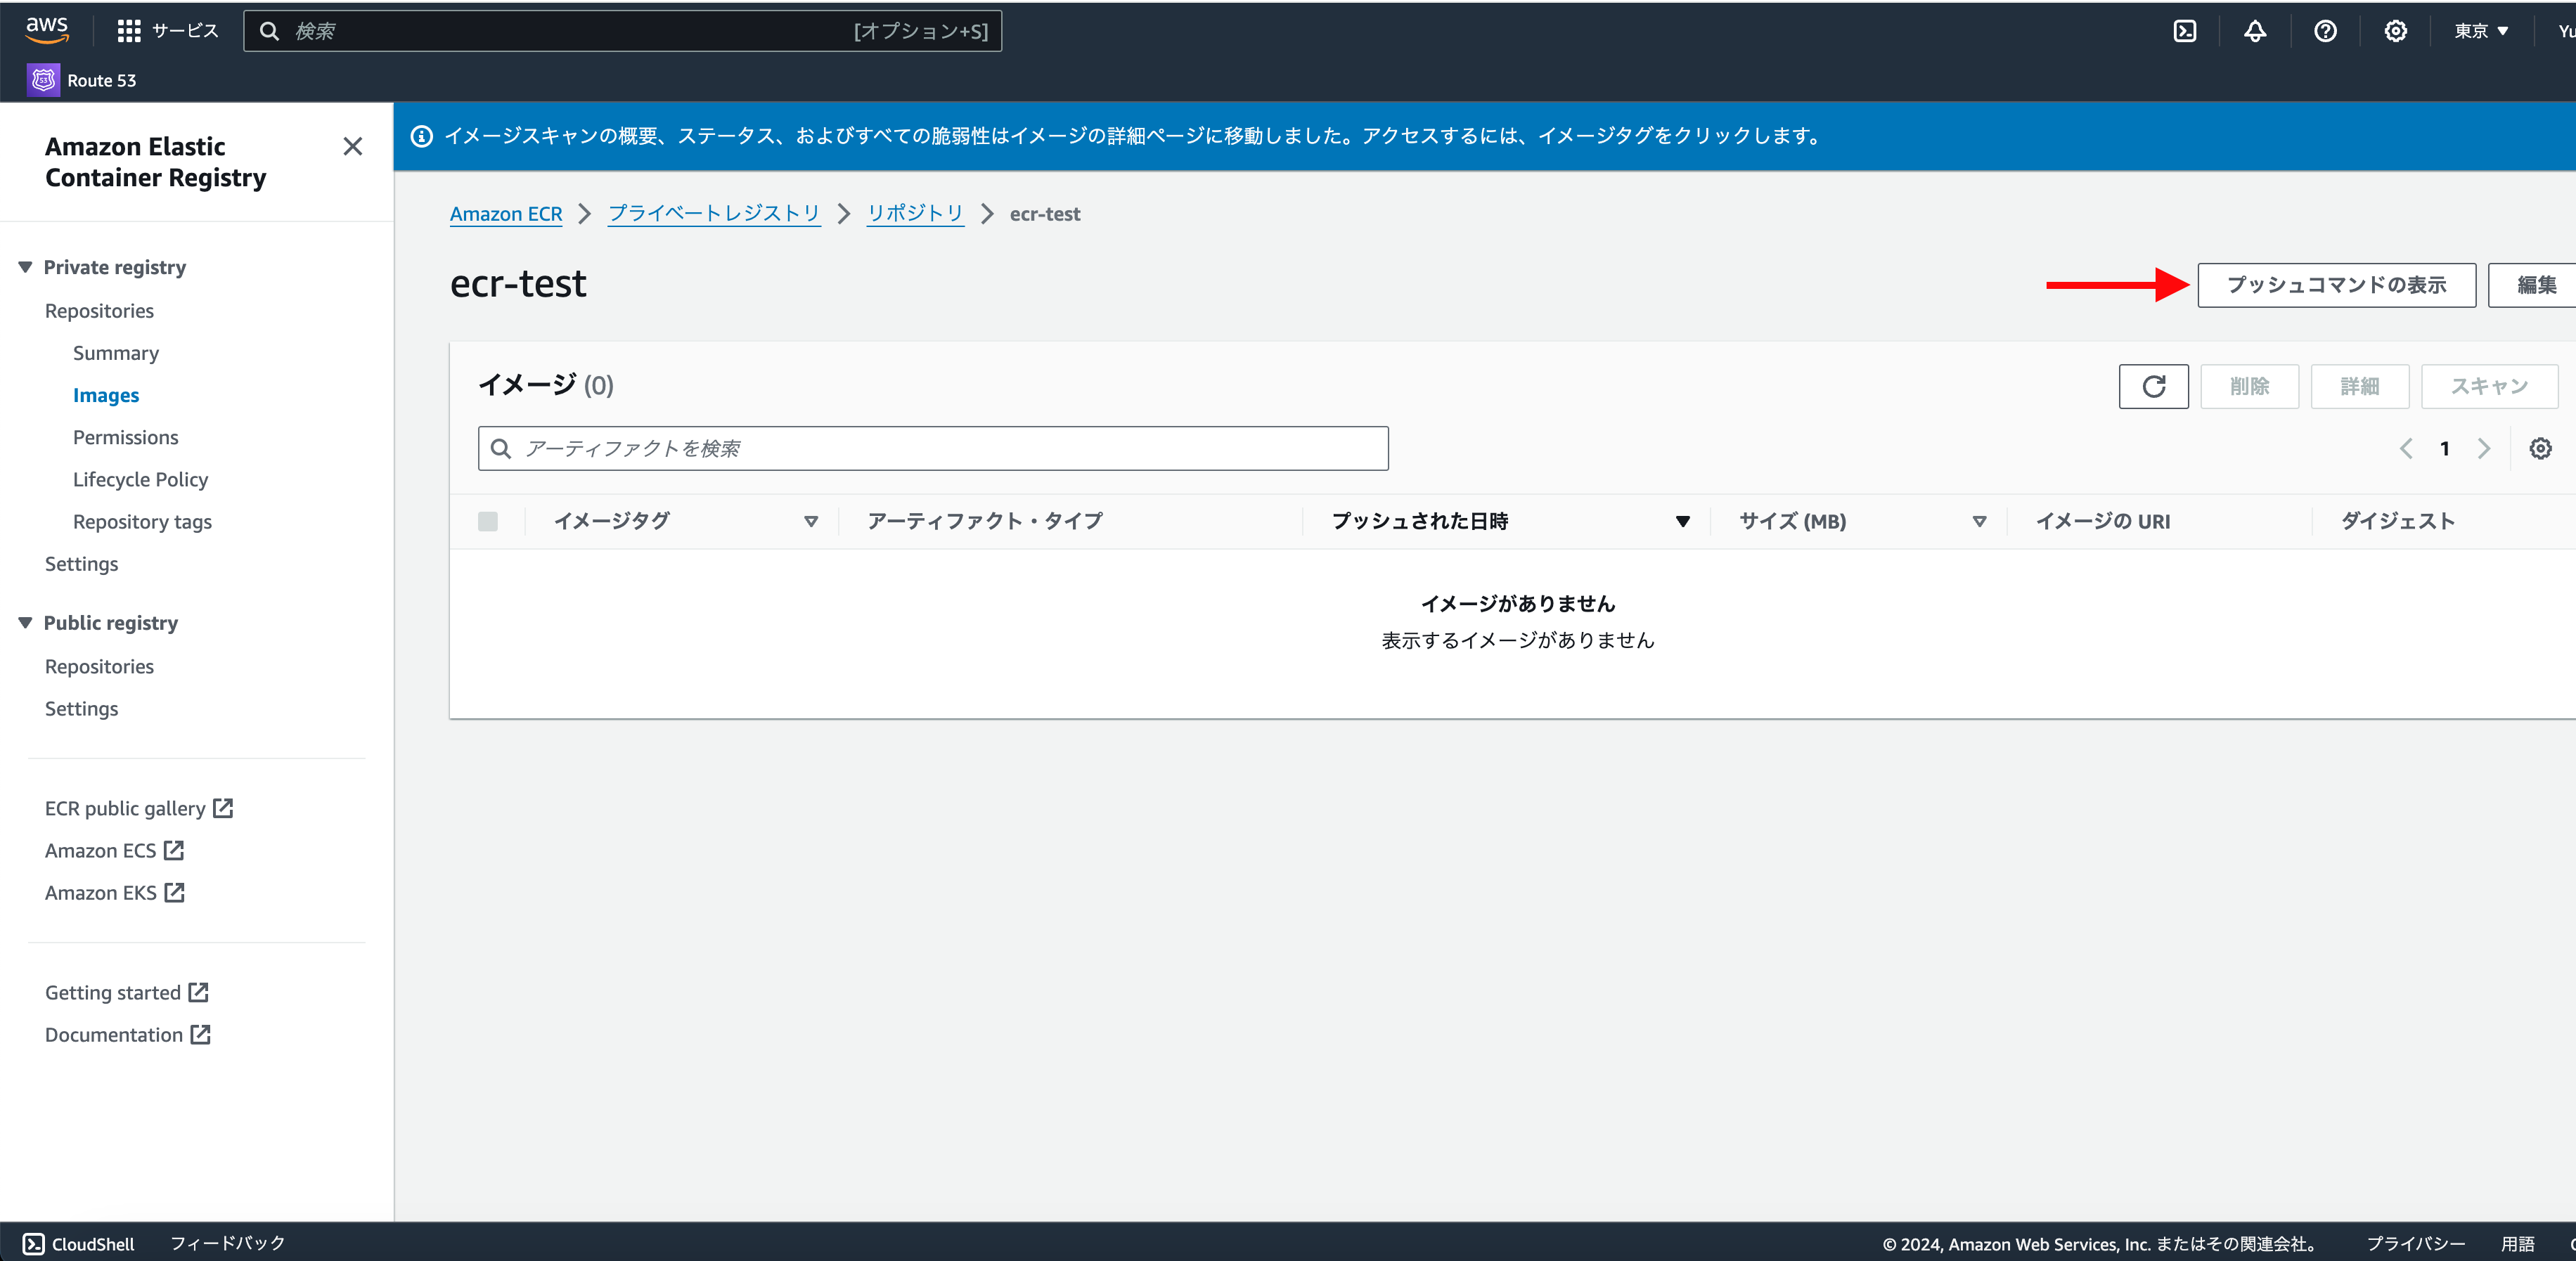 aws
サービス
検索
[オプション+S]
東京
Yu
53
Route 53
Amazon Elastic
Container Registry
Private registry
Repositories
Summary
Images
Permissions
Lifecycle Policy
Repository tags
Settings
Public registry
Repositories
Settings
ECR public gallery
Amazon ECS
Amazon EKS
Getting started
Documentation
イメージスキャンの概要、ステータス、およびすべての脆弱性はイメージの詳細ページに移動しました。アクセスするには、イメージタグをクリックします。
Amazon ECR
プライベートレジストリ
リポジトリ
ecr-test
ecr-test
プッシュコマンドの表示
編集
イメージ (0)
削除
詳細
スキャン
アーティファクトを検索
1
イメージタグ
アーティファクト・タイプ
プッシュされた日時
サイズ (MB)
イメージの URI
ダイジェスト
イメージがありません
表示するイメージがありません
CloudShell
フィードバック
© 2024, Amazon Web Services, Inc. またはその関連会社。
プライバシー
用語